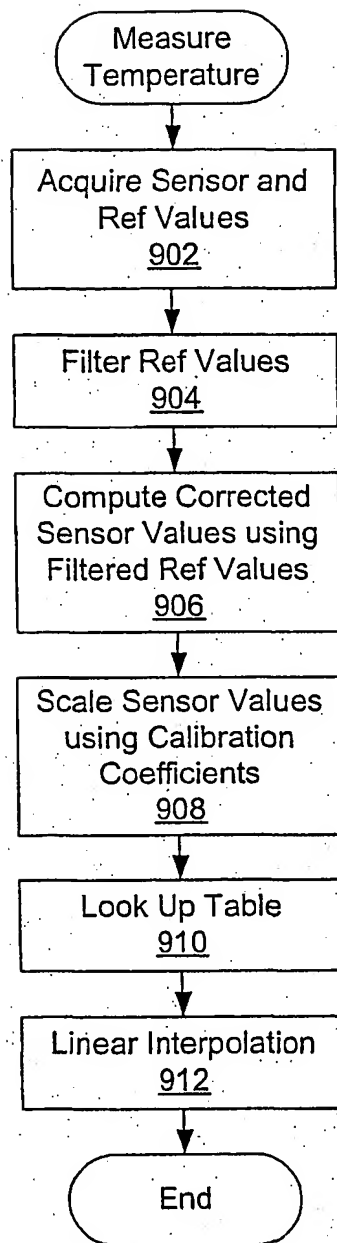 Measure
Temperature
Acquire Sensor and
Ref Values
902
Filter Ref Values
904
Compute Corrected
Sensor Values using
Filtered Ref Values
906
Scale Sensor Values
using Calibration
Coefficients
908
Look Up Table
910
Linear Interpolation
912
End